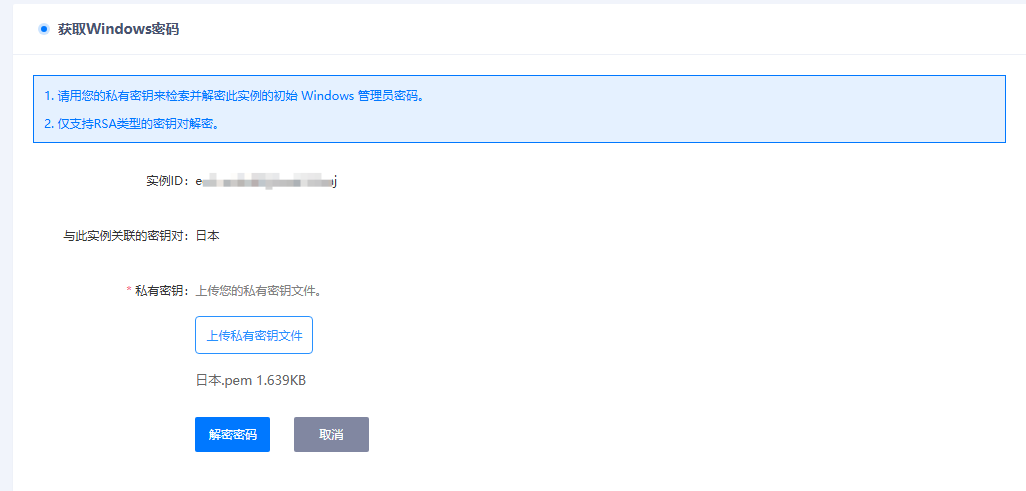 获取Windows密码
1. 请用您的私有密钥来检索并解密此实例的初始 Windows 管理员密码。
2. 仅支持RSA类型的密钥对解密。
实例ID：
与此实例关联的密钥对：日本
* 私有密钥：上传您的私有密钥文件。
上传私有密钥文件
日本.pem 1.639KB
解密密码 取消